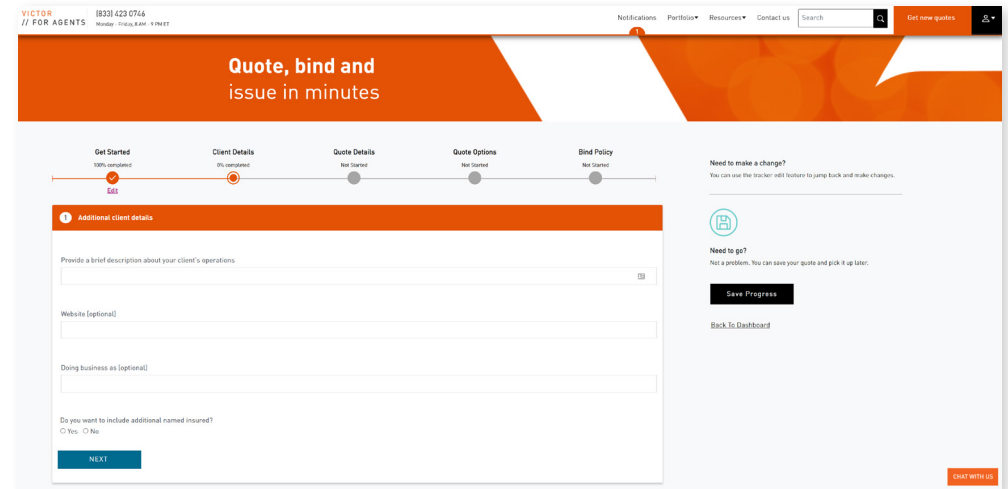 VICTOR
// FOR AGENTS
(833) 423 0746
Monday - Friday, 8 AM - 9 PM ET
Notifications
1
Portfolio▾
Resources▾
Contact us
Search
Get new quotes
Quote, bind and
issue in minutes
Get Started
100% completed
Edit
Client Details
0% completed
Quote Details
Not Started
Quote Options
Not Started
Bind Policy
Not Started
1 Additional client details
Provide a brief description about your client's operations
Website (optional)
Doing business as (optional)
Do you want to include additional named insured?
Yes No
NEXT
Need to make a change?
You can use the tracker edit feature to jump back and make changes.
Need to go?
Not a problem. You can save your quote and pick it up later.
Save Progress
Back To Dashboard
CHAT WITH US